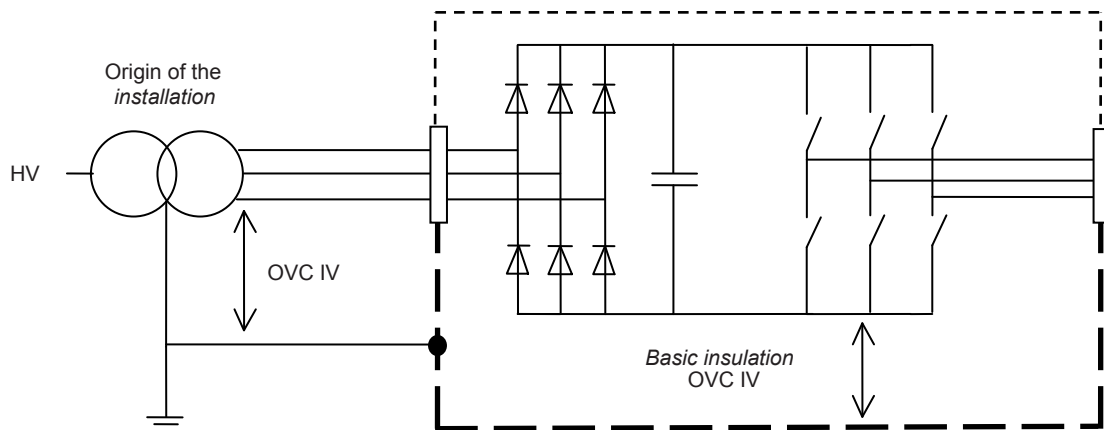 Origin of the
installation
HV
OVC IV
Basic insulation
OVC IV